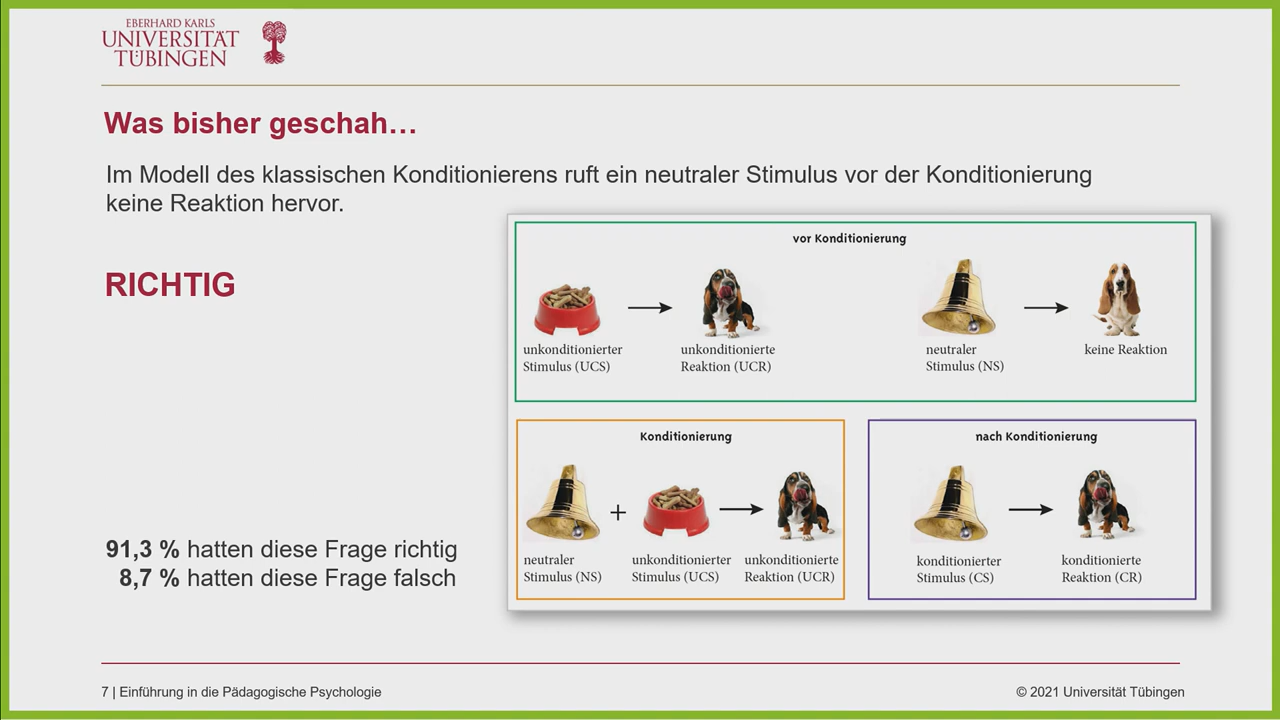 EBERHARD KARLS
UNIVERSITÄT
TÜBINGEN
Was bisher geschah…
Im Modell des klassischen Konditionierens ruft ein neutraler Stimulus vor der Konditionierung
keine Reaktion hervor.
RICHTIG
vor Konditionierung
unkonditionierter
Stimulus (UCS)
unkonditionierte
Reaktion (UCR)
neutraler
Stimulus (NS)
keine Reaktion
Konditionierung
+
neutraler
Stimulus (NS)
unkonditionierter
Stimulus (UCS)
unkonditionierte
Reaktion (UCR)
nach Konditionierung
konditionierter
Stimulus (CS)
konditionierte
Reaktion (CR)
91,3 % hatten diese Frage richtig
8,7 % hatten diese Frage falsch
7 | Einführung in die Pädagogische Psychologie
© 2021 Universität Tübingen